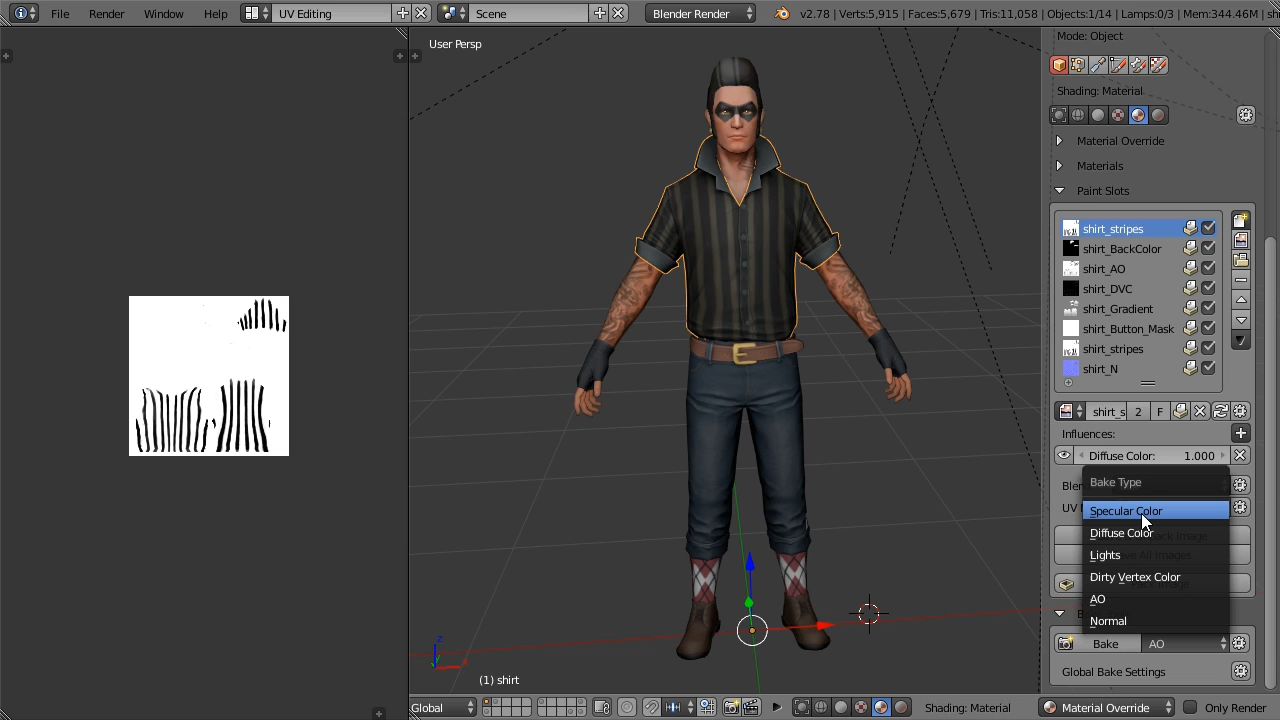 File Render Window Help UV Editing Scene Blender Render v2.78 | Verts:5,915 | Faces:5,679 | Tris:11,058 | Objects:1/14 | Lamps:0/3 | Mem:344.46M |
User Persp
Mode: Object
Shading: Material
Material Override
Materials
Paint Slots
shirt_stripes
shirt_BackColor
shirt_AO
shirt_DVC
shirt_Gradient
shirt_Button_Mask
shirt_stripes
shirt_N
shirt_s 2 F
Influences:
Diffuse Color: 1.000
Bake Type
Specular Color
Diffuse Color
Lights
Dirty Vertex Color
AO
Normal
Bake AO
Global Bake Settings
z
(1) shirt
Global Shading: Material Material Override Only Render